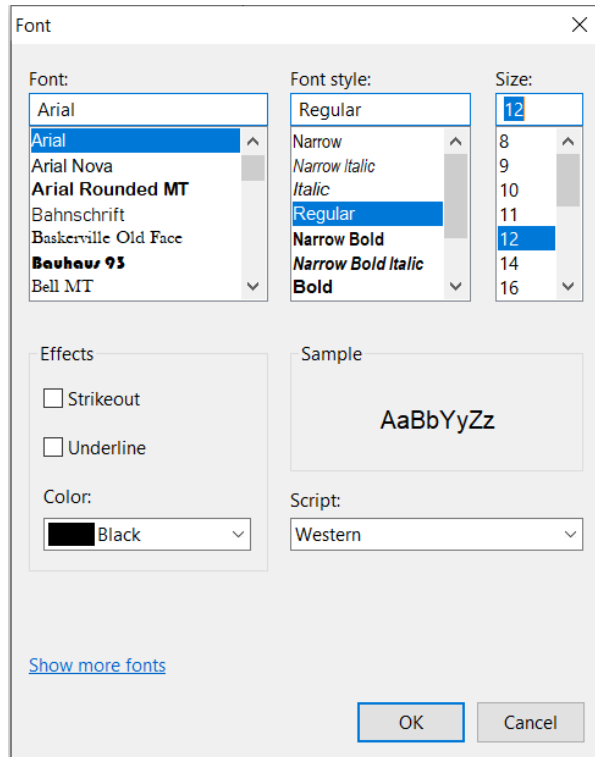 Font
Font:
Font style:
Size:
Arial
Regular
12
Arial
Arial Nova
Arial Rounded MT
Bahnschrift
Baskerville Old Face
Bauhaus 93
Bell MT
Narrow
Narrow Italic
Italic
Regular
Narrow Bold
Narrow Bold Italic
Bold
8
9
10
11
12
14
16
Effects
Strikeout
Underline
Color:
Black
Sample
AaBbYyZz
Script:
Western
Show more fonts
OK
Cancel